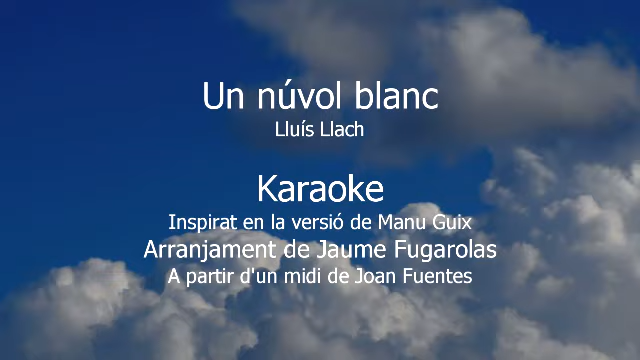 Un núvol blanc
Lluís Llach
Karaoke
Inspirat en la versió de Manu Guix
Arranjament de Jaume Fugarolas
A partir d'un midi de Joan Fuentes